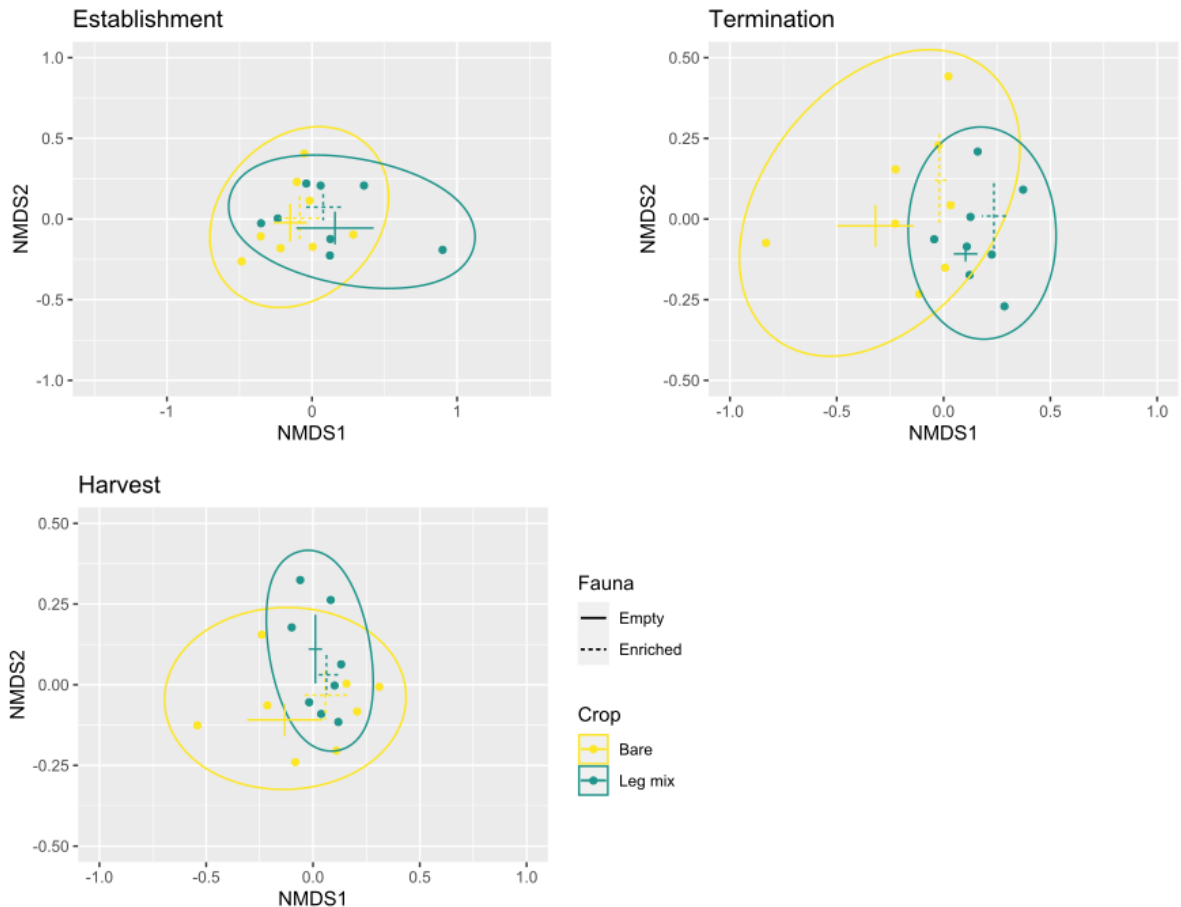 Establishment
1.0
0.5
0.0
-0.5
-1.0
NMDS2
-1
0
1
NMDS1
Termination
0.50
0.25
0.00
-0.25
-0.50
NMDS2
-1.0
-0.5
0.0
0.5
1.0
NMDS1
Harvest
0.50
0.25
0.00
-0.25
-0.50
NMDS2
-1.0
-0.5
0.0
0.5
1.0
NMDS1
Fauna
Empty
Enriched
Crop
Bare
Leg mix